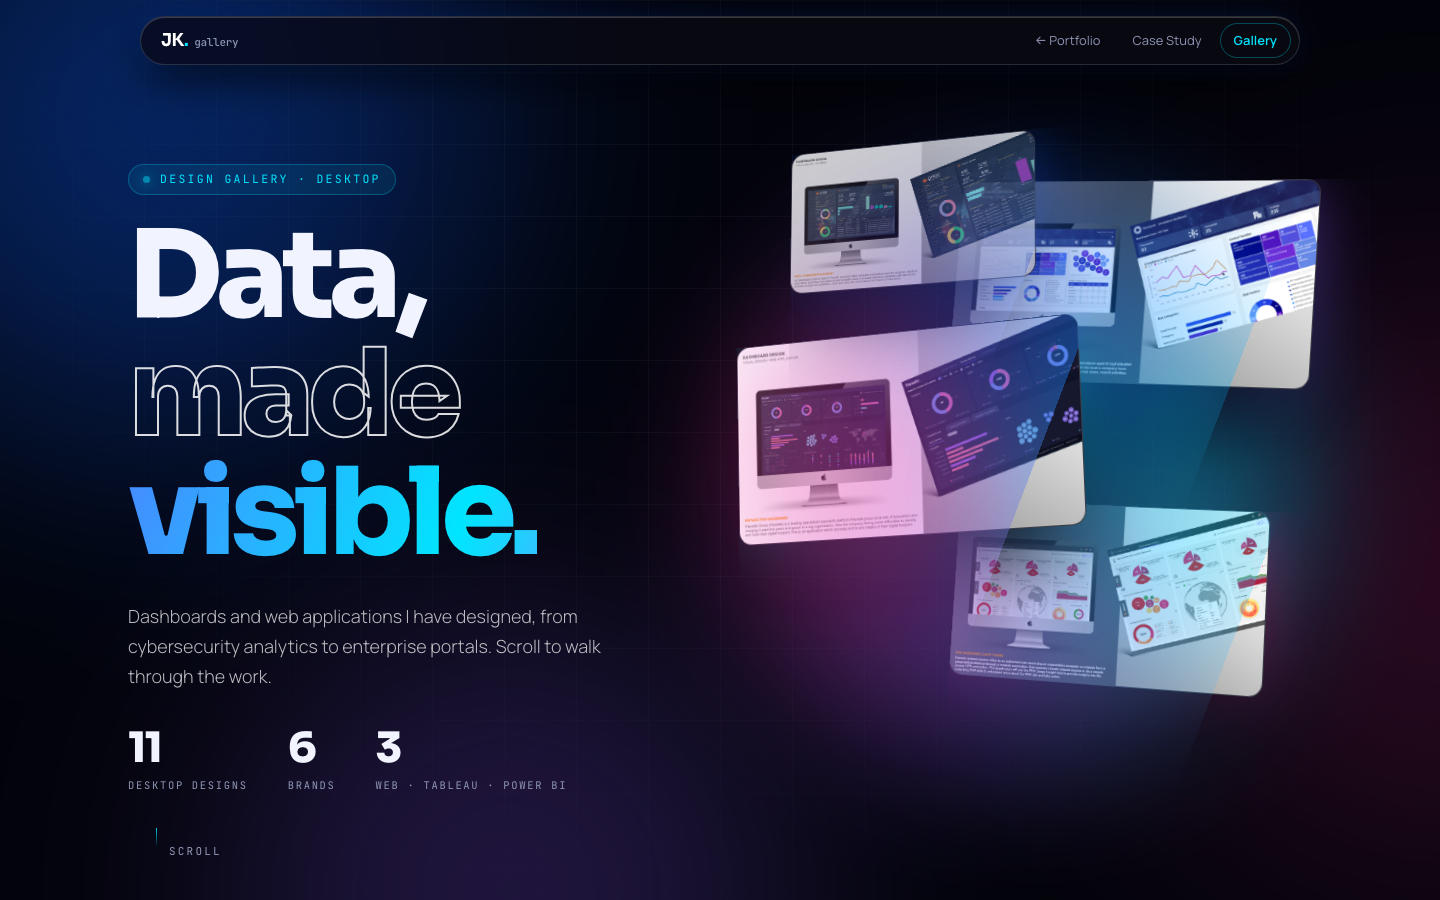 JK. gallery
← Portfolio
Case Study
Gallery
DESIGN GALLERY · DESKTOP
Data,
made
visible.
Dashboards and web applications I have designed, from
cybersecurity analytics to enterprise portals. Scroll to walk
through the work.
11
DESKTOP DESIGNS
6
BRANDS
3
WEB · TABLEAU · POWER BI
SCROLL
DASHBOARD DESIGN